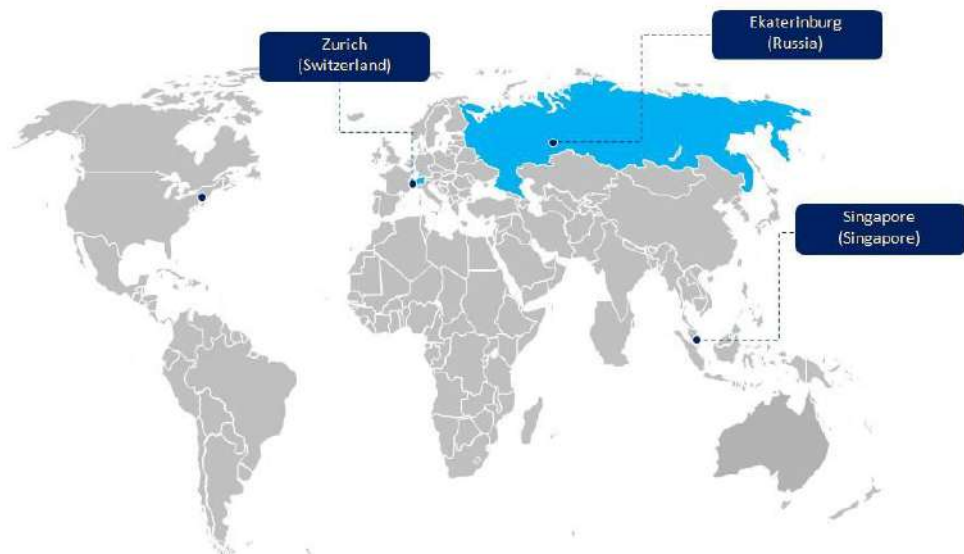 Ekaterinburg
(Russia)
Zurich
(Switzerland)
Singapore
(Singapore)